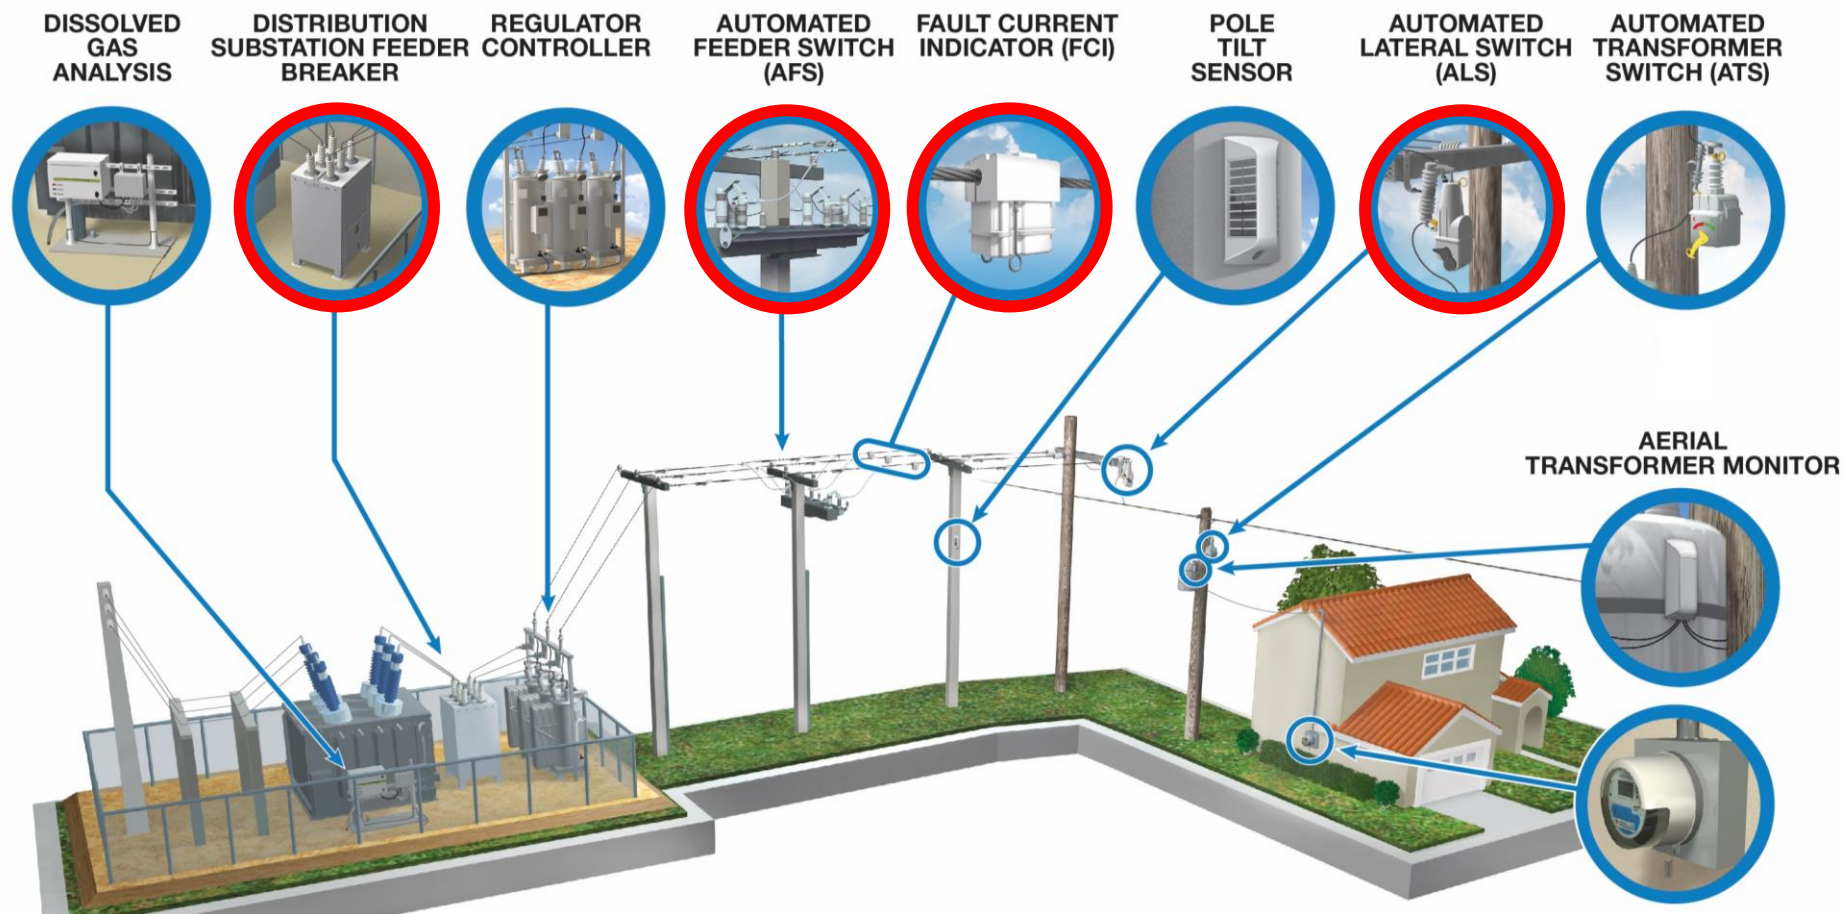 DISSOLVED
GAS
ANALYSIS
DISTRIBUTION
SUBSTATION FEEDER
BREAKER
REGULATOR
CONTROLLER
AUTOMATED
FEEDER SWITCH
(AFS)
FAULT CURRENT
INDICATOR (FCI)
POLE
TILT
SENSOR
AUTOMATED
LATERAL SWITCH
(ALS)
AUTOMATED
TRANSFORMER
SWITCH (ATS)
AERIAL
TRANSFORMER MONITOR